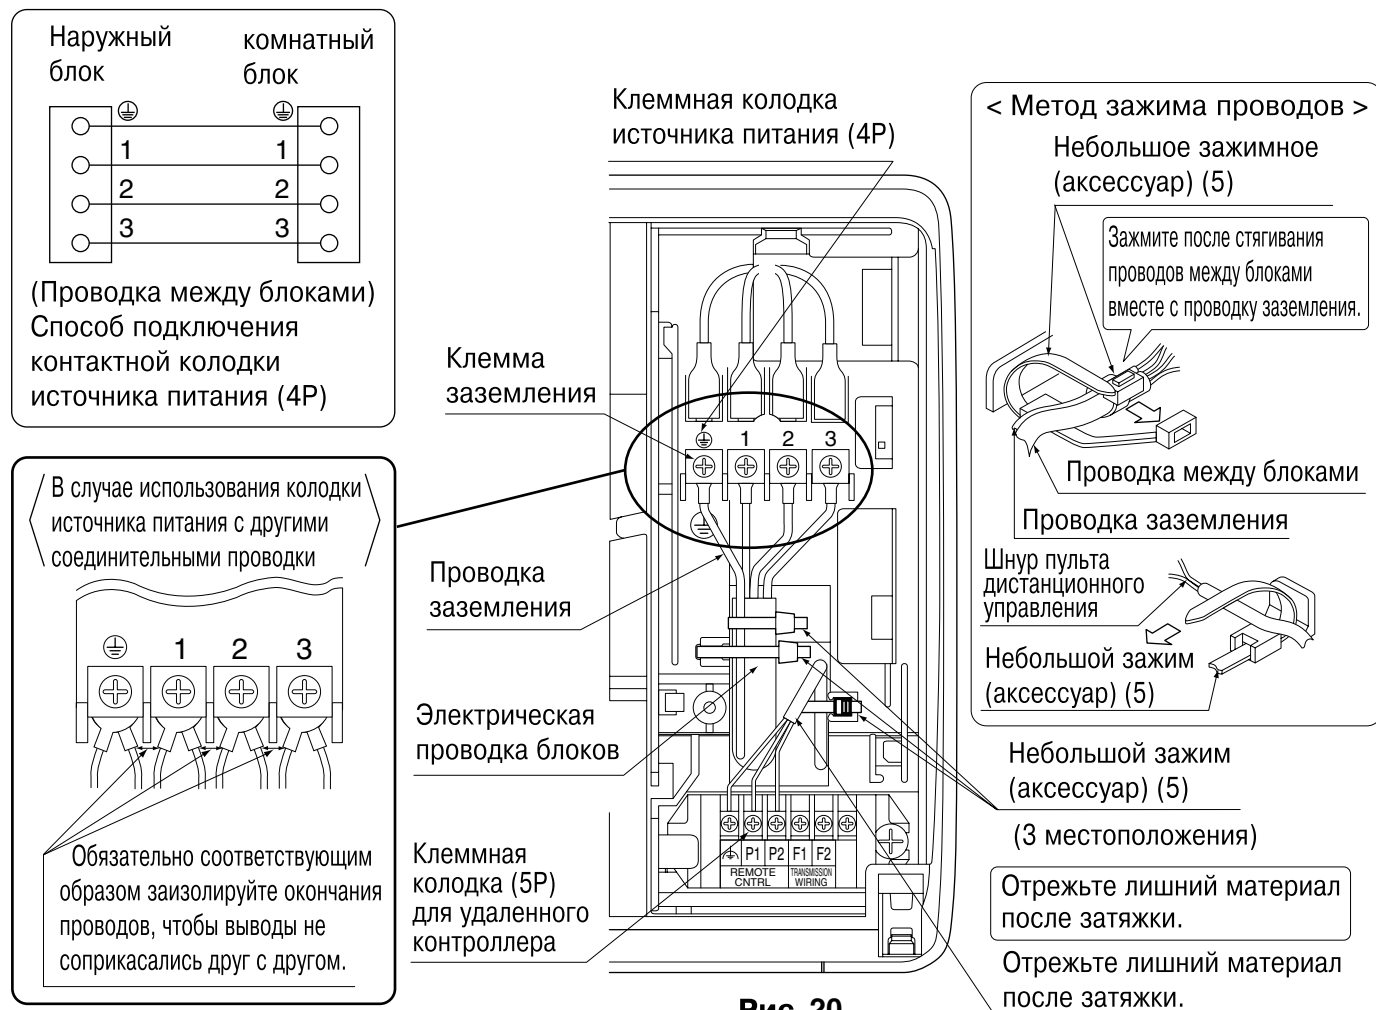 Наружный
блок
комнатный
блок
1 1
2 2
3 3
(Проводка между блоками)
Способ подключения
контактной колодки
источника питания (4P)
В случае использования колодки
источника питания с другими
соединительными проводки
1 2 3
Обязательно соответствующим
образом заизолируйте окончания
проводов, чтобы выводы не
соприкасались друг с другом.
Клеммная колодка
источника питания (4P)
Клемма
заземления
1 2 3
Проводка
заземления
Электрическая
проводка блоков
Клеммная
колодка (5P)
для удаленного
контроллера
P1 P2 F1 F2
REMOTE
CNTRL
TRANSMISSION
WIRING
< Метод зажима проводов >
Небольшое зажимное
(аксессуар) (5)
Зажмите после стягивания
проводов между блоками
вместе с проводку заземления.
Проводка между блоками
Проводка заземления
Шнур пульта
дистанционного
управления
Небольшой зажим
(аксессуар) (5)
Небольшой зажим
(аксессуар) (5)
(3 местоположения)
Отрежьте лишний материал
после затяжки.
Отрежьте лишний материал
после затяжки.
Рис. 20